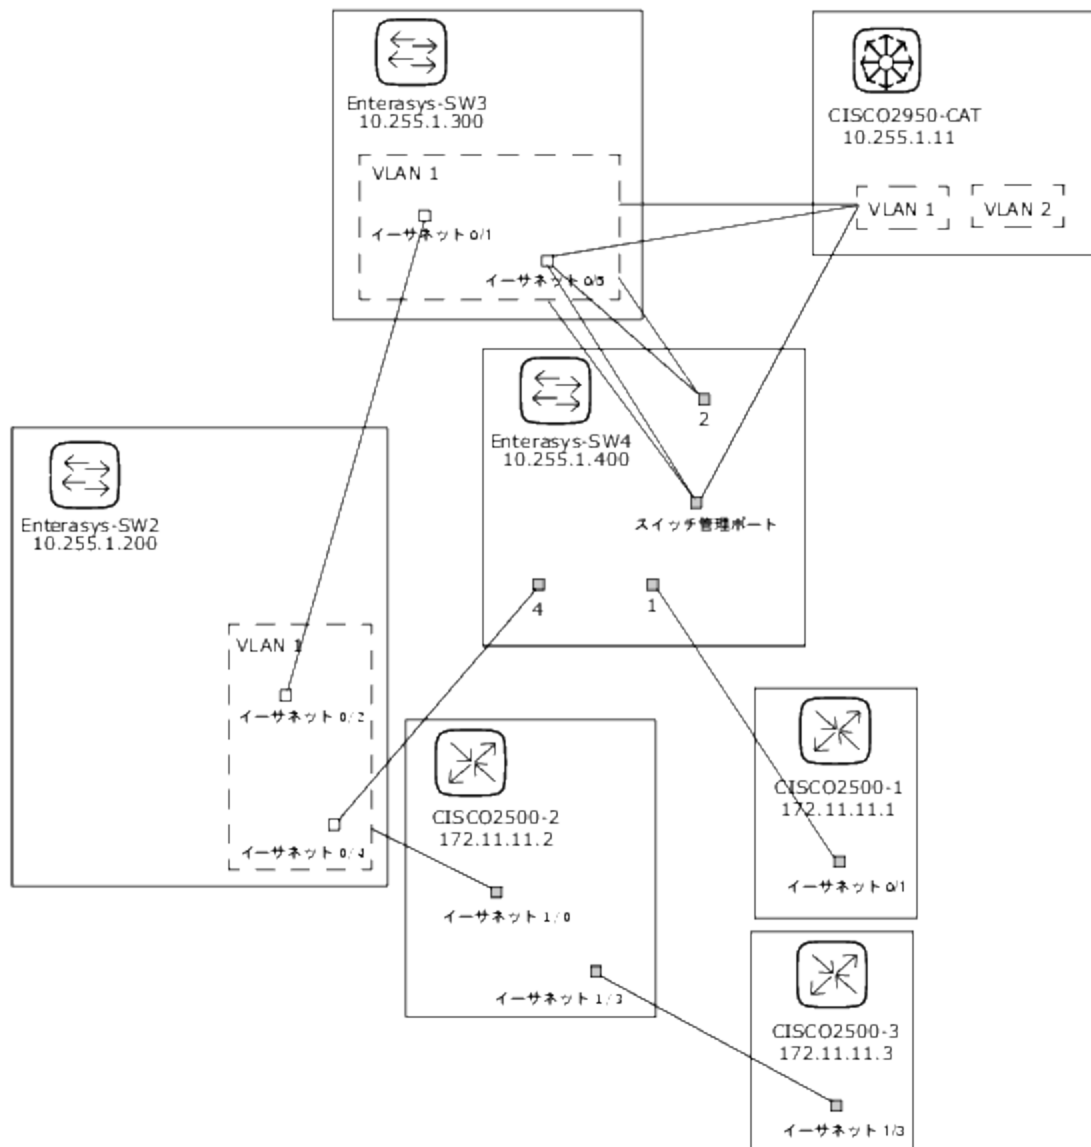 Enterasys-SW3
10.255.1.300
VLAN 1
イーサネット 0/1
イーサネット 0/5
CISCO2950-CAT
10.255.1.11
VLAN 1
VLAN 2
Enterasys-SW4
10.255.1.400
2
スイッチ管理ポート
4
1
Enterasys-SW2
10.255.1.200
VLAN 1
イーサネット 0/2
イーサネット 0/4
CISCO2500-2
172.11.11.2
イーサネット 1/0
イーサネット 1/3
CISCO2500-1
172.11.11.1
イーサネット 0/1
CISCO2500-3
172.11.11.3
イーサネット 1/3